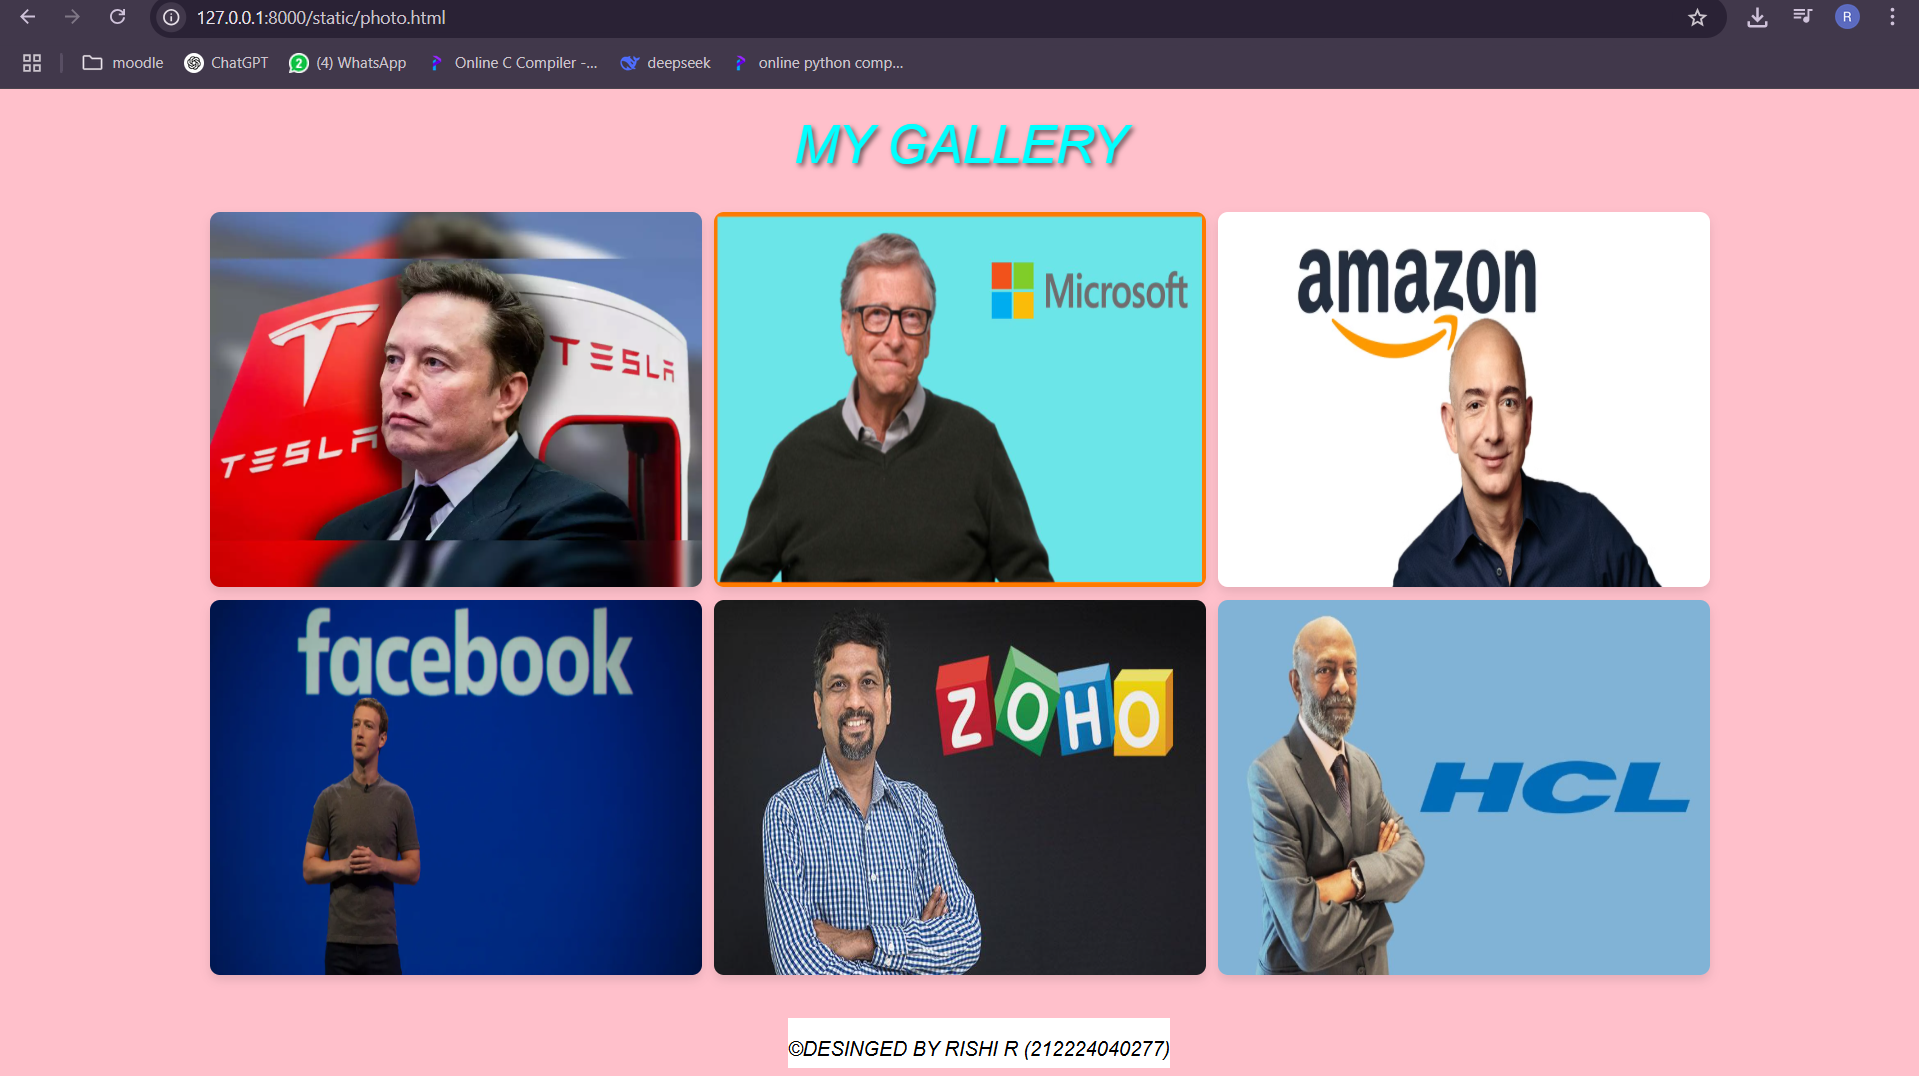 127.0.0.1:8000/static/photo.html
R
moodle
ChatGPT
2
(4) WhatsApp
Online C Compiler -...
deepseek
online python comp...
MY GALLERY
TESLA
TESLA
Microsoft
amazon
facebook
ZOHO
HCL
©DESINGED BY RISHI R (212224040277)